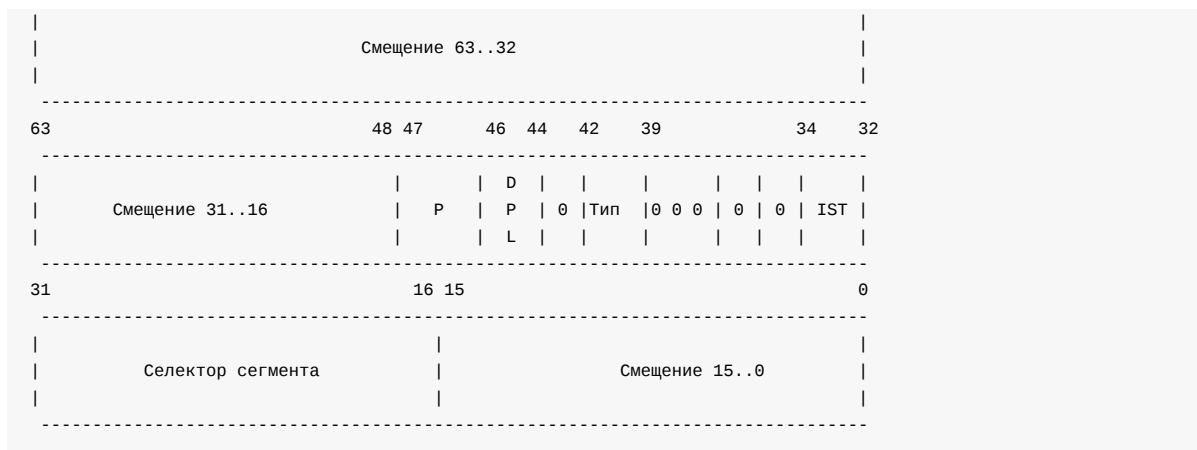 |                                                                               |
|                               Смещение 63..32                                 |
|                                                                               |
 -------------------------------------------------------------------------------
63                               48 47      46  44   42    39             34    32
 -------------------------------------------------------------------------------
|                                  |       |  D  |   |     |      |   |   |     |
|       Смещение 31..16            |   P   |  P  | 0 |Тип  |0 0 0 | 0 | 0 | IST |
|                                  |       |  L  |   |     |      |   |   |     |
 -------------------------------------------------------------------------------
31                                   16 15                                      0
 -------------------------------------------------------------------------------
|                                      |                                        |
|          Селектор сегмента           |                 Смещение 15..0         |
|                                      |                                        |
 -------------------------------------------------------------------------------